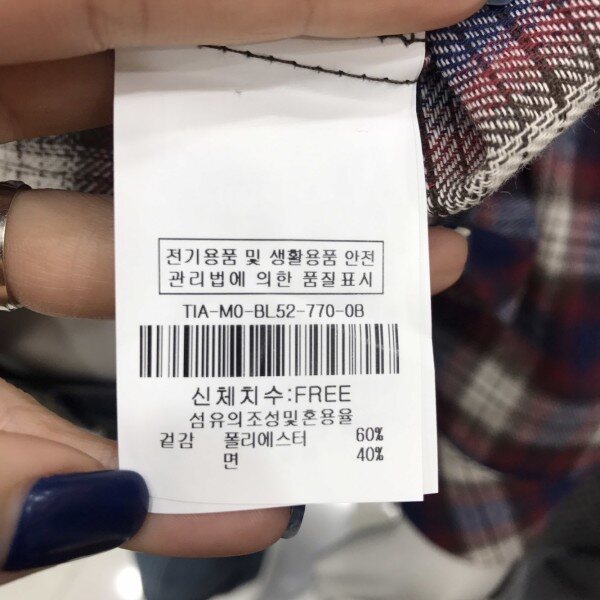 전기용품 및 생활용품 안전
관리법에 의한 품질표시
TIA-MO-BL52-770-OB
신체치수:FREE
섬유의조성및혼용율
겉감 폴리에스터 60%
면 40%